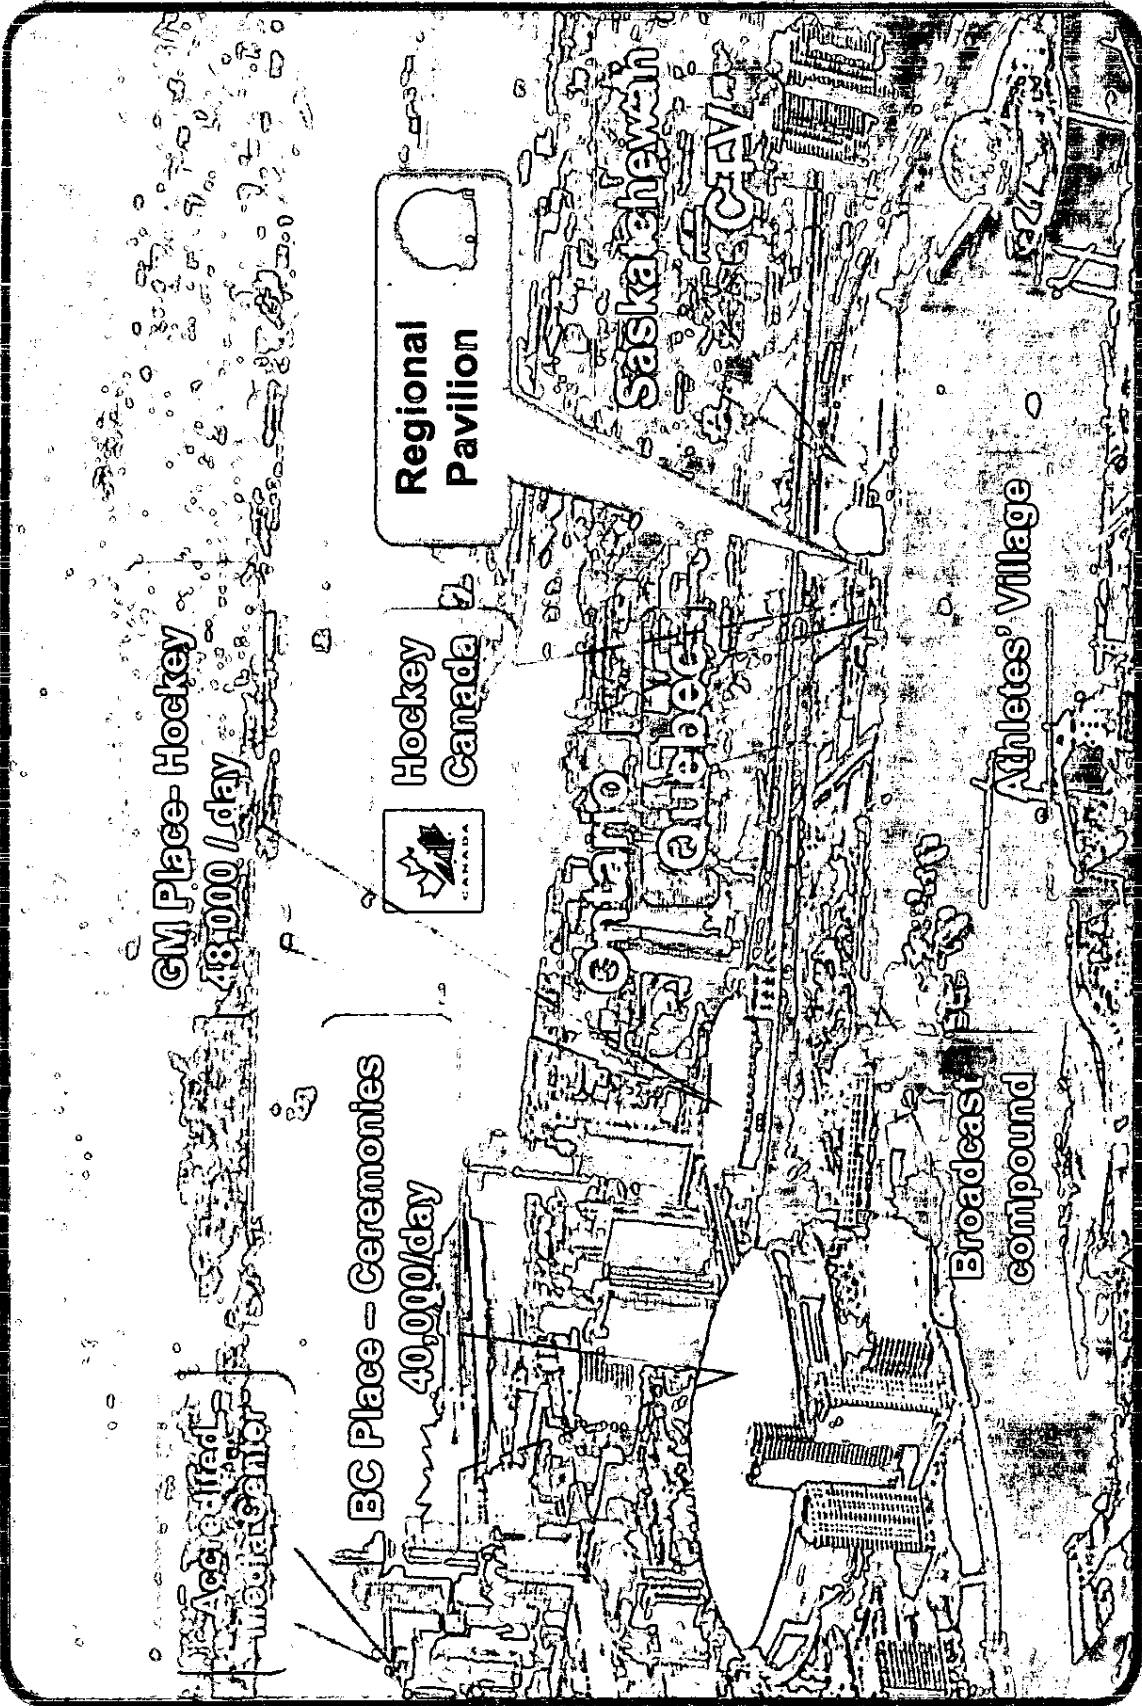 Accredited
media center
GM Place- Hockey
48,000 / day
BC Place – Ceremonies
40,000/day
CANADA
Hockey
Canada
Regional
Pavilion
Ontario
Quebec
Saskatchewan
CTV
Broadcast
compound
Athletes' Village